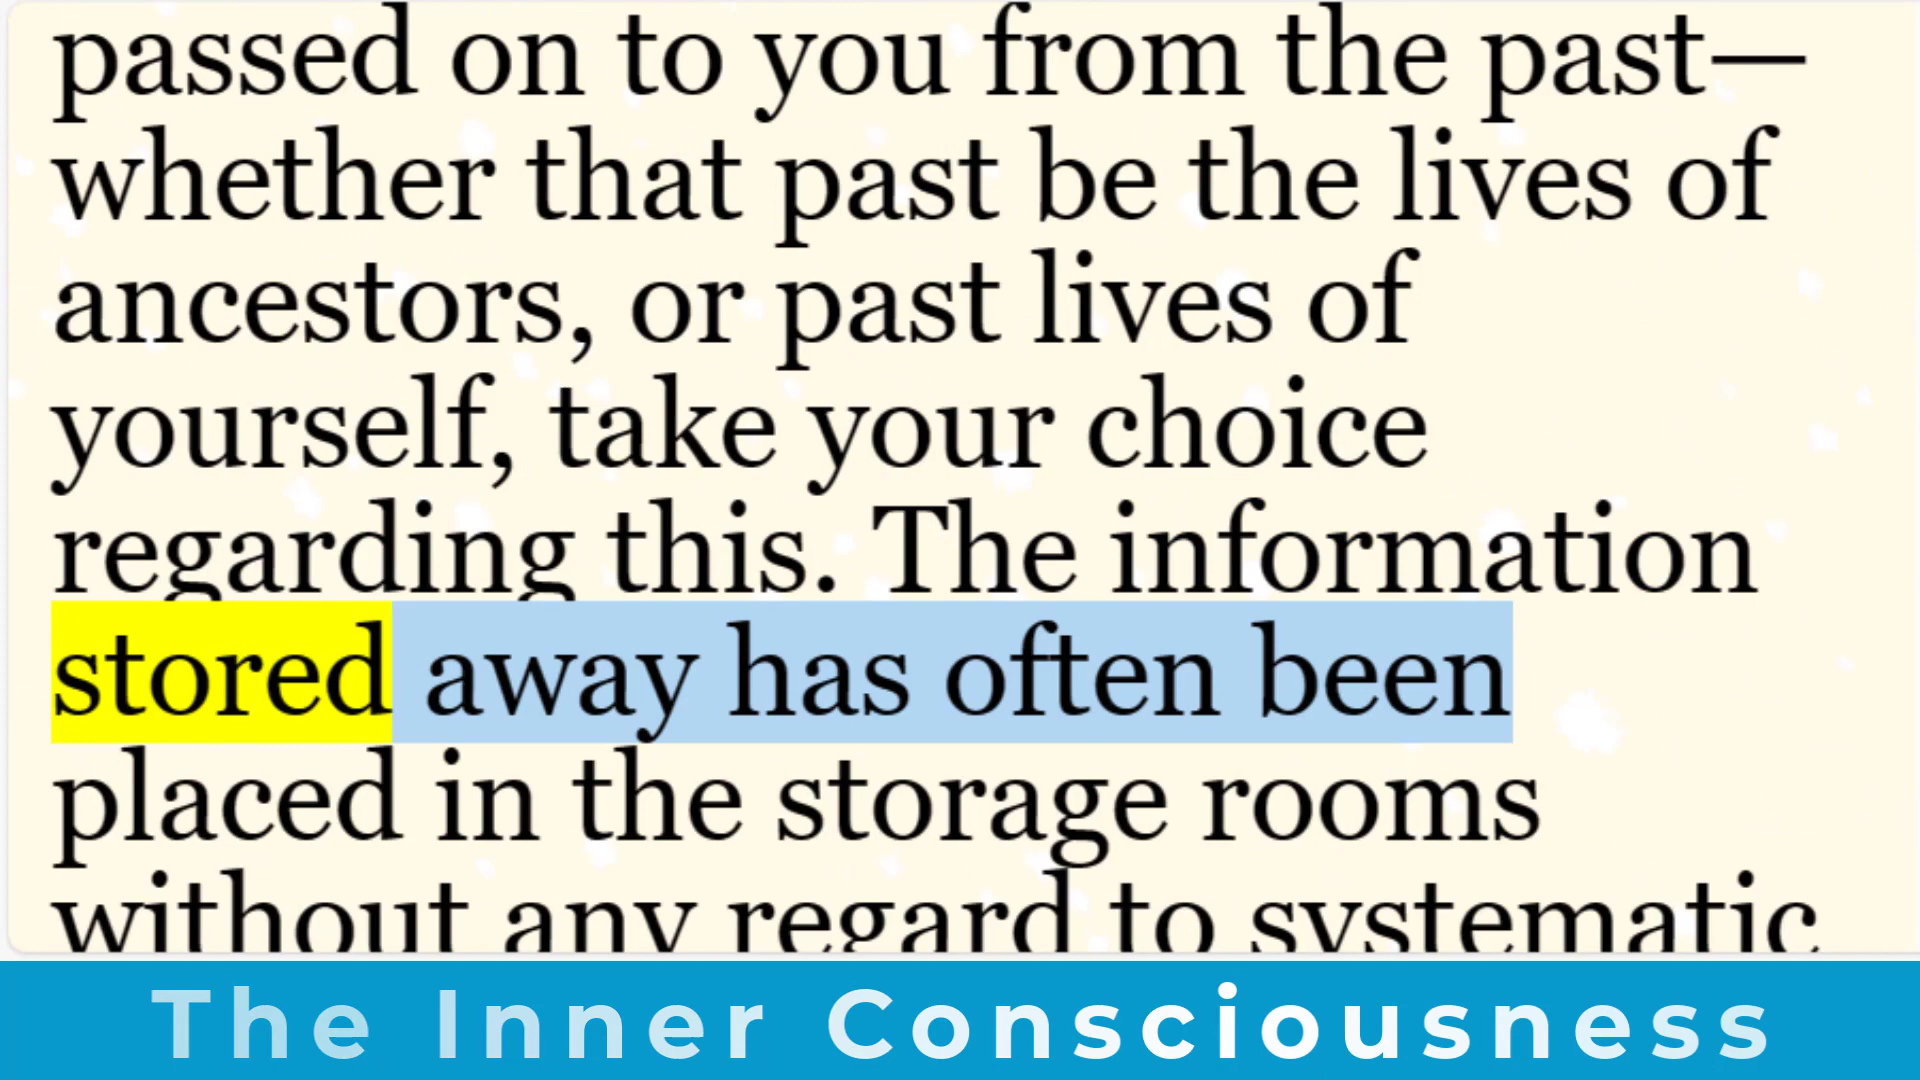 passed on to you from the past—
whether that past be the lives of
ancestors, or past lives of
yourself, take your choice
regarding this. The information
stored away has often been
placed in the storage rooms
without any regard to systematic
The Inner Consciousness